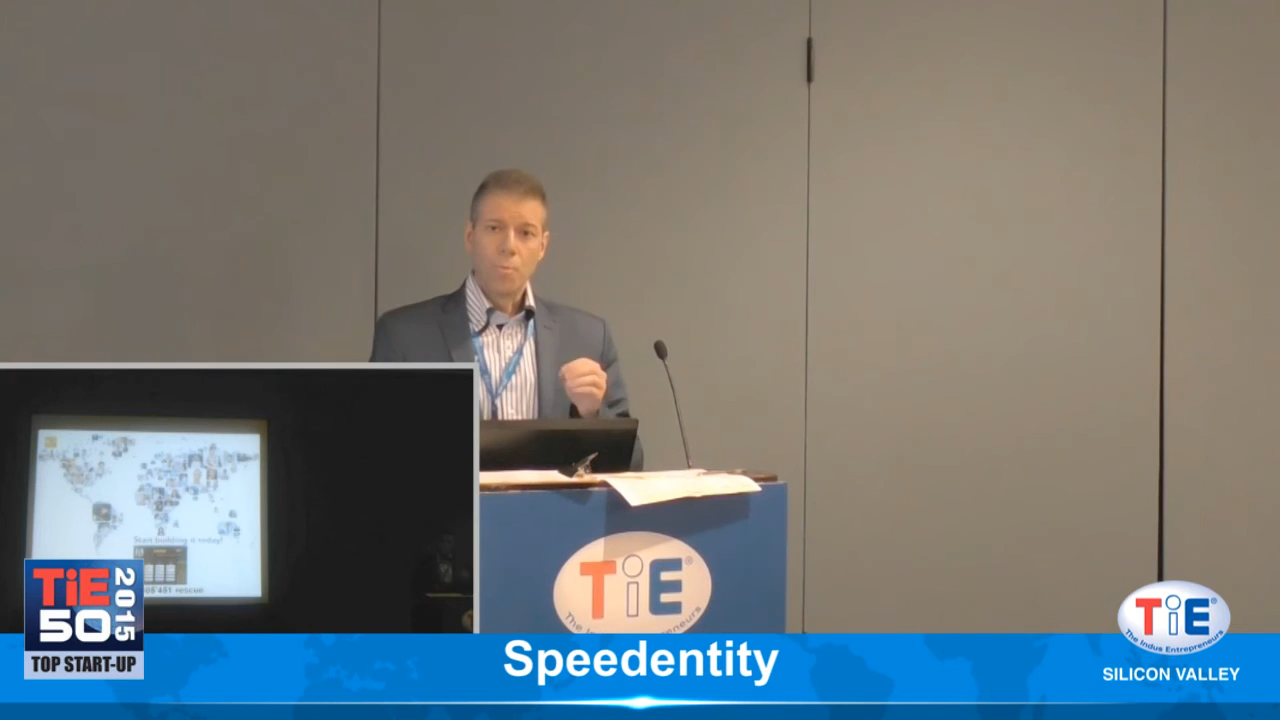 Start building it today!
TiE
The Indus Entrepreneurs
TiE
50
2015
TOP START-UP
Speedentity
TiE
The Indus Entrepreneurs
SILICON VALLEY